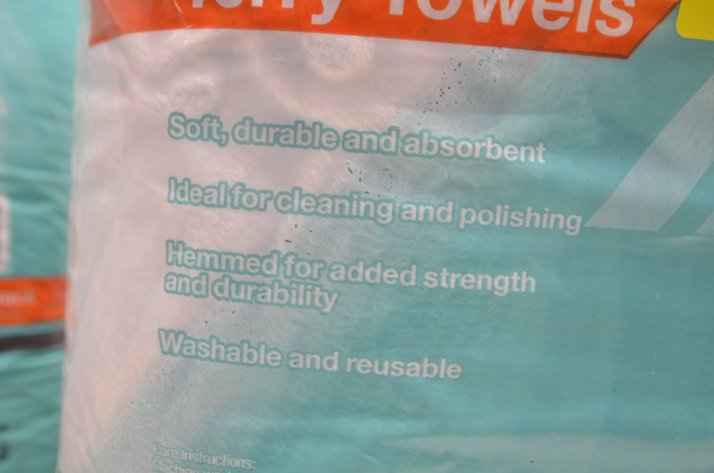 Terry Towels
Soft, durable and absorbent
Ideal for cleaning and polishing
Hemmed for added strength
and durability
Washable and reusable
Care Instructions:
Machine